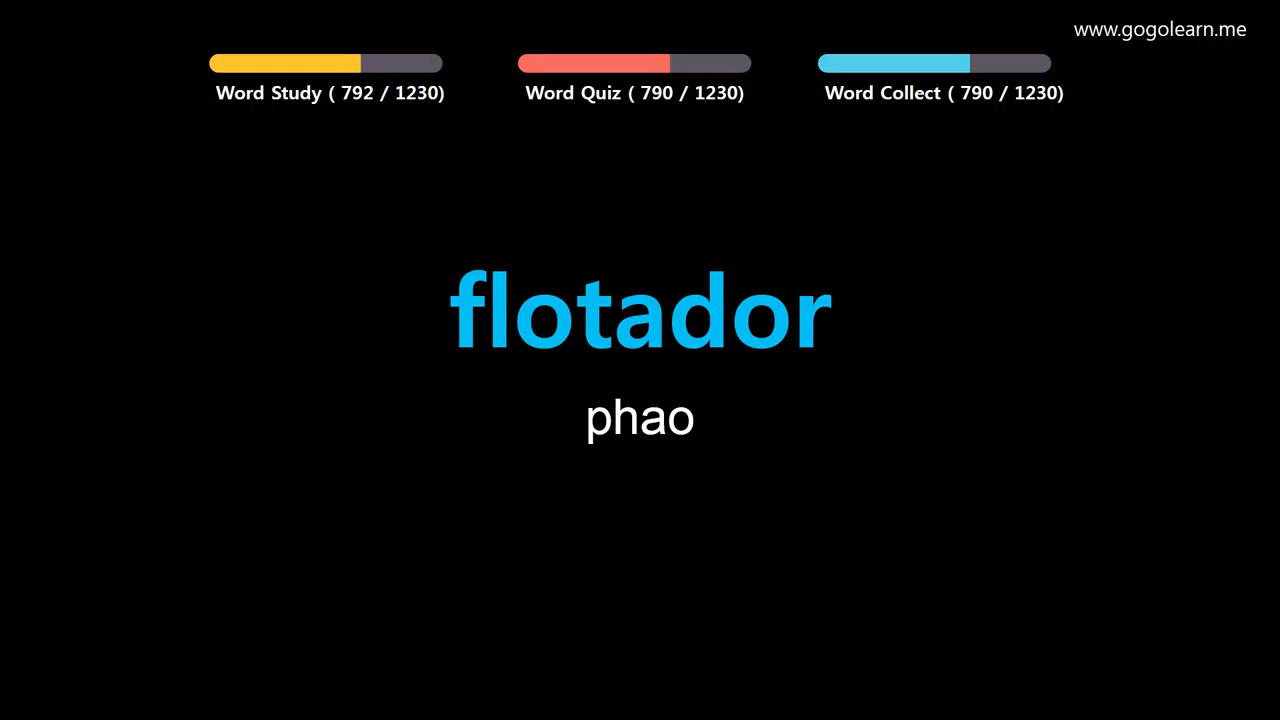 www.gogolearn.me
Word Study ( 792 / 1230)
Word Quiz ( 790 / 1230)
Word Collect ( 790 / 1230)
flotador
phao